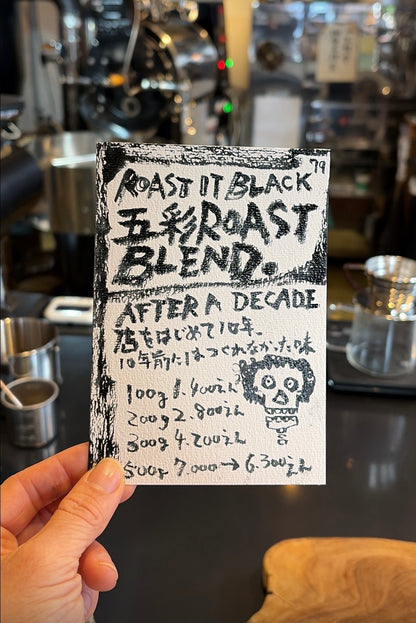 79
ROAST IT BLACK
五彩ROAST
BLEND.
AFTER A DECADE
店をはじめて10年、
10年前にはつくれなかった味
100g 1.400えん
200g 2.800えん
300g 4.200えん
500g 7.000→6.300えん